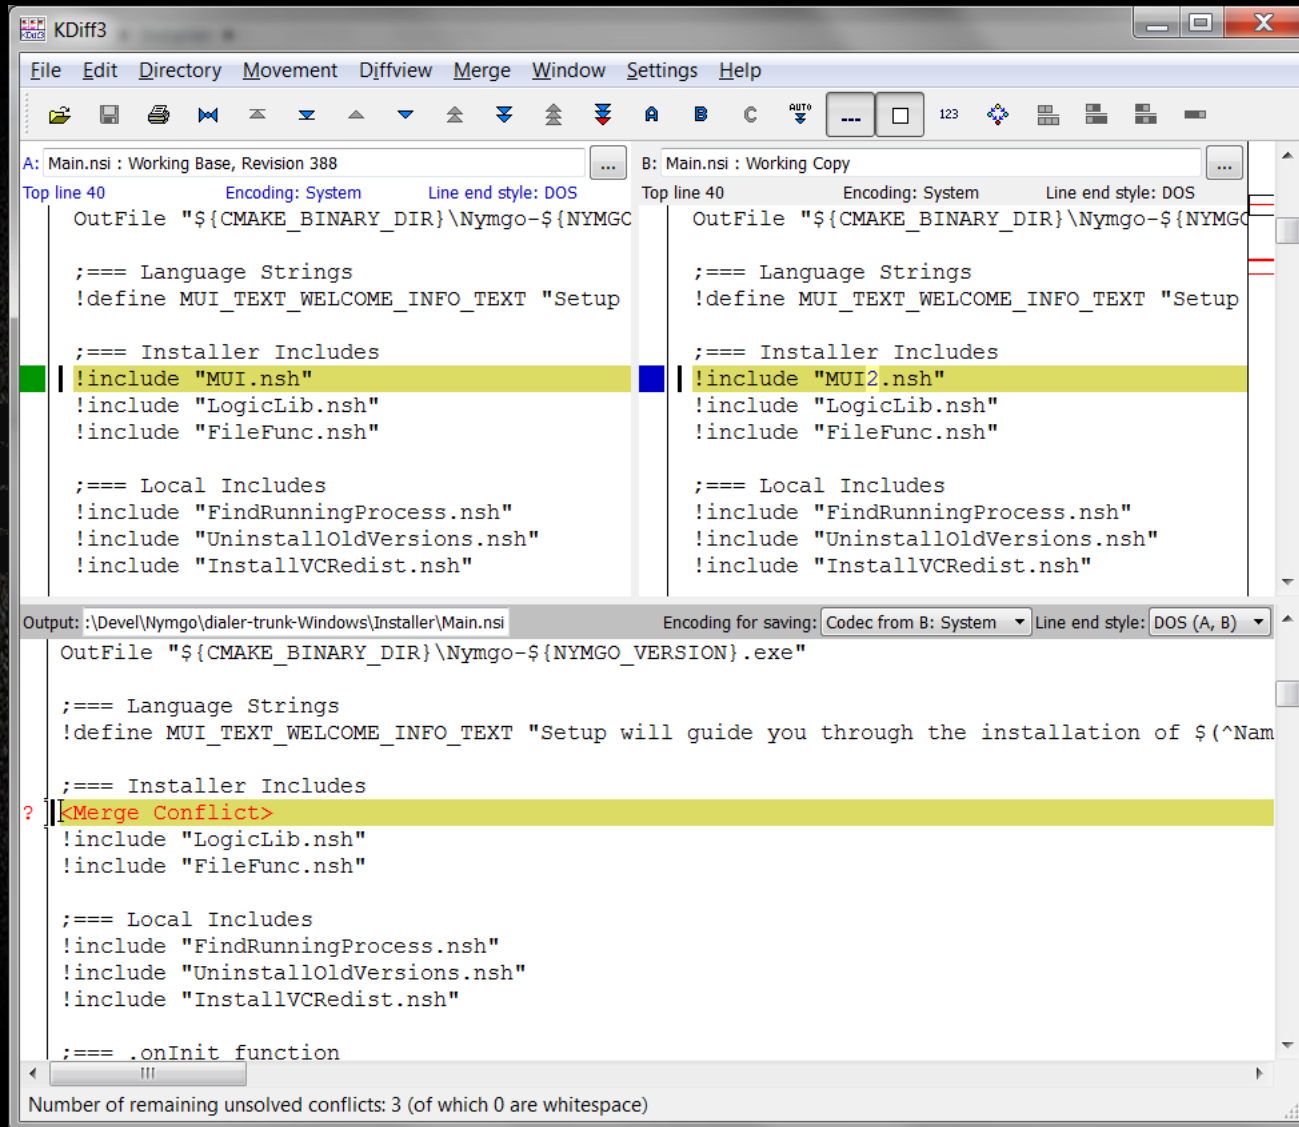 KDiff3
File Edit Directory Movement Diffview Merge Window Settings Help
A B C AUTO 123
A: Main.nsi : Working Base, Revision 388 ...
Top line 40 Encoding: System Line end style: DOS
OutFile "${CMAKE_BINARY_DIR}\Nymgo-${NYMGO
;=== Language Strings
!define MUI_TEXT_WELCOME_INFO_TEXT "Setup
;=== Installer Includes
!include "MUI.nsh"
!include "LogicLib.nsh"
!include "FileFunc.nsh"
;=== Local Includes
!include "FindRunningProcess.nsh"
!include "UninstallOldVersions.nsh"
!include "InstallVCRedist.nsh"
B: Main.nsi : Working Copy ...
Top line 40 Encoding: System Line end style: DOS
OutFile "${CMAKE_BINARY_DIR}\Nymgo-${NYMGO
;=== Language Strings
!define MUI_TEXT_WELCOME_INFO_TEXT "Setup
;=== Installer Includes
!include "MUI2.nsh"
!include "LogicLib.nsh"
!include "FileFunc.nsh"
;=== Local Includes
!include "FindRunningProcess.nsh"
!include "UninstallOldVersions.nsh"
!include "InstallVCRedist.nsh"
Output: :\Devel\Nymgo\dialer-trunk-Windows\Installer\Main.nsi Encoding for saving: Codec from B: System Line end style: DOS (A, B)
OutFile "${CMAKE_BINARY_DIR}\Nymgo-${NYMGO_VERSION}.exe"
;=== Language Strings
!define MUI_TEXT_WELCOME_INFO_TEXT "Setup will guide you through the installation of $(^Nam
;=== Installer Includes
? <Merge Conflict>
!include "LogicLib.nsh"
!include "FileFunc.nsh"
;=== Local Includes
!include "FindRunningProcess.nsh"
!include "UninstallOldVersions.nsh"
!include "InstallVCRedist.nsh"
;=== .onInit function
Number of remaining unsolved conflicts: 3 (of which 0 are whitespace)